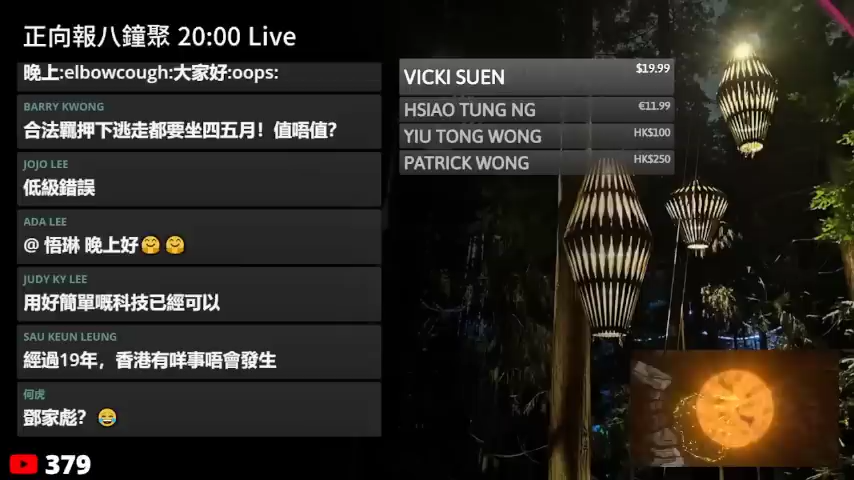 正向報八鐘聚 20:00 Live
晚上:elbowcough:大家好:oops:
BARRY KWONG
合法羈押下逃走都要坐四五月！值唔值?
JOJO LEE
低級錯誤
ADA LEE
@ 悟琳 晚上好🤗 🤗
JUDY KY LEE
用好簡單嘅科技已經可以
SAU KEUN LEUNG
經過19年，香港有咩事唔會發生
何虎
鄧家彪? 😂
379
VICKI SUEN $19.99
HSIAO TUNG NG €11.99
YIU TONG WONG HK$100
PATRICK WONG HK$250